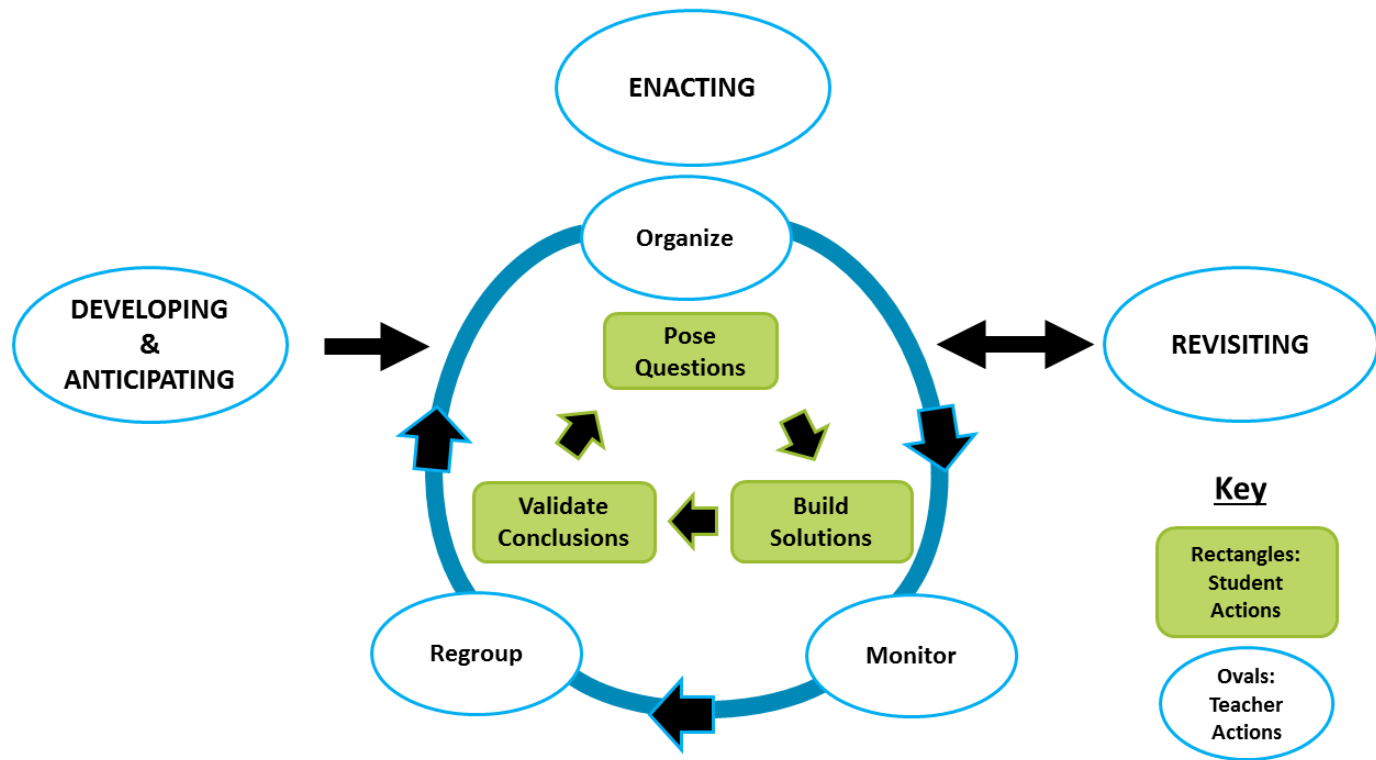 ENACTING
Organize
DEVELOPING
&
ANTICIPATING
REVISITING
Pose
Questions
Validate
Conclusions
Build
Solutions
Regroup
Monitor
Key
Rectangles:
Student
Actions
Ovals:
Teacher
Actions